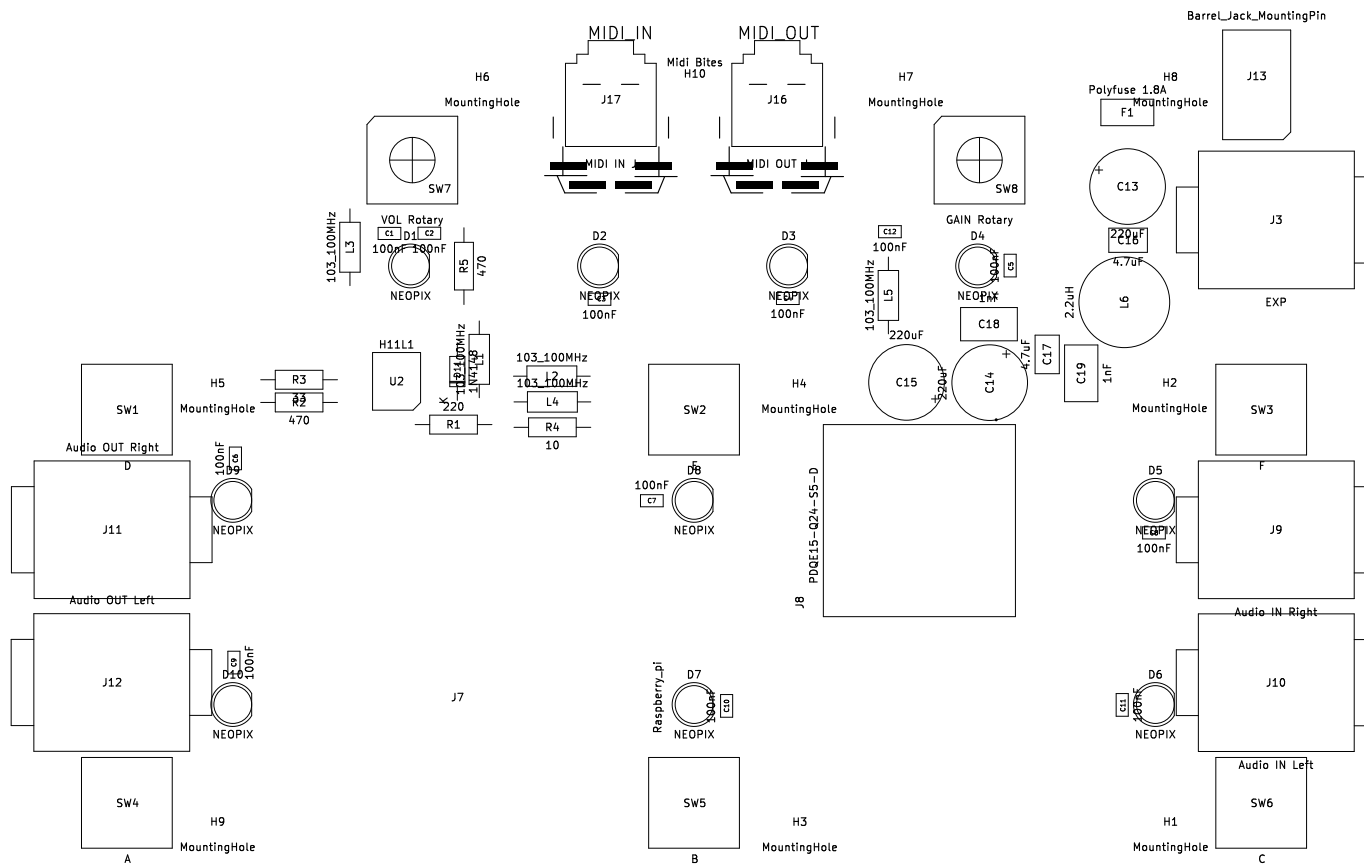 Barrel_Jack_MountingPin
MIDI_IN
MIDI_OUT
Midi Bites
H10
H6
MountingHole
H7
MountingHole
H8
MountingHole
Polyfuse 1.8A
F1
J13
J17
J16
MIDI IN J
MIDI OUT J
SW7
VOL Rotary
SW8
GAIN Rotary
C13
220uF
C16
4.7uF
J3
EXP
L3
103_100MHz
C1
100nF
C2
100nF
D1
NEOPIX
R5
470
D2
NEOPIX
C3
100nF
D3
NEOPIX
100nF
C12
100nF
L5
103_100MHz
D4
NEOPIX
C5
100nF
L6
2.2uH
1nF
C18
220uF
C15
220uF
C14
4.7uF
C17
C19
1nF
H11L1
U2
103_100MHz
L1
1N4148
K
220
R1
103_100MHz
L2
103_100MHz
L4
R4
10
R3
33
R2
470
SW1
D
H5
MountingHole
SW2
E
H4
MountingHole
H2
MountingHole
SW3
F
Audio OUT Right
J11
C6
100nF
D9
NEOPIX
100nF
C7
D8
NEOPIX
PDQE15-Q24-S5-D
J8
D5
NEOPIX
C8
100nF
J9
Audio IN Right
Audio OUT Left
J12
C9
100nF
D10
NEOPIX
J7
Raspberry_pi
D7
NEOPIX
C10
100nF
C11
100nF
D6
NEOPIX
J10
Audio IN Left
SW4
A
H9
MountingHole
SW5
B
H3
MountingHole
H1
MountingHole
SW6
C